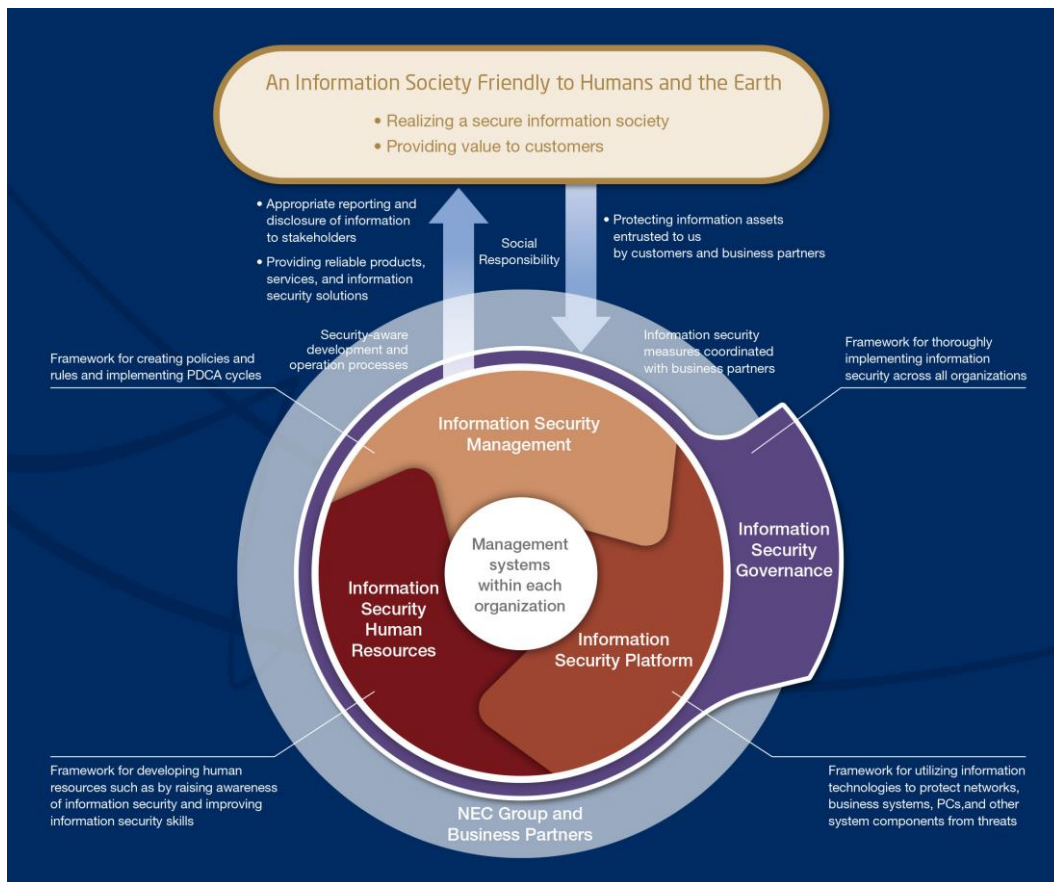 An Information Society Friendly to Humans and the Earth
• Realizing a secure information society
• Providing value to customers
• Appropriate reporting and
disclosure of information
to stakeholders
• Providing reliable products,
services, and information
security solutions
Social
Responsibility
• Protecting information assets
entrusted to us
by customers and business partners
Security-aware
development and
operation processes
Information security
measures coordinated
with business partners
Framework for creating policies and
rules and implementing PDCA cycles
Framework for thoroughly
implementing information
security across all organizations
Information Security
Management
Information
Security
Governance
Management
systems
within each
organization
Information
Security
Human
Resources
Information
Security Platform
Framework for developing human
resources such as by raising awareness
of information security and improving
information security skills
NEC Group and
Business Partners
Framework for utilizing information
technologies to protect networks,
business systems, PCs,and other
system components from threats